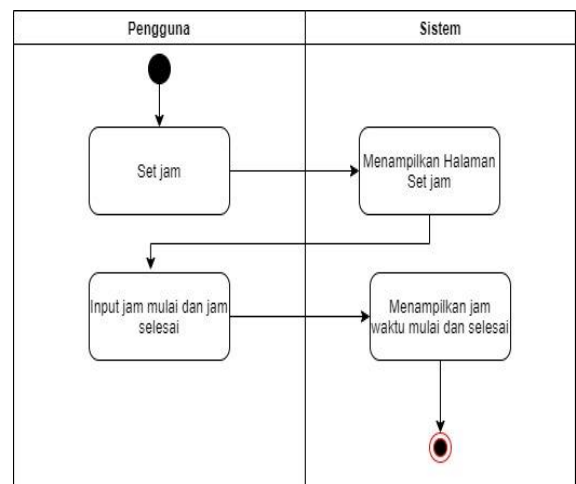 Pengguna
Sistem
Set jam
Menampilkan Halaman
Set jam
Input jam mulai dan jam
selesai
Menampilkan jam
waktu mulai dan selesai